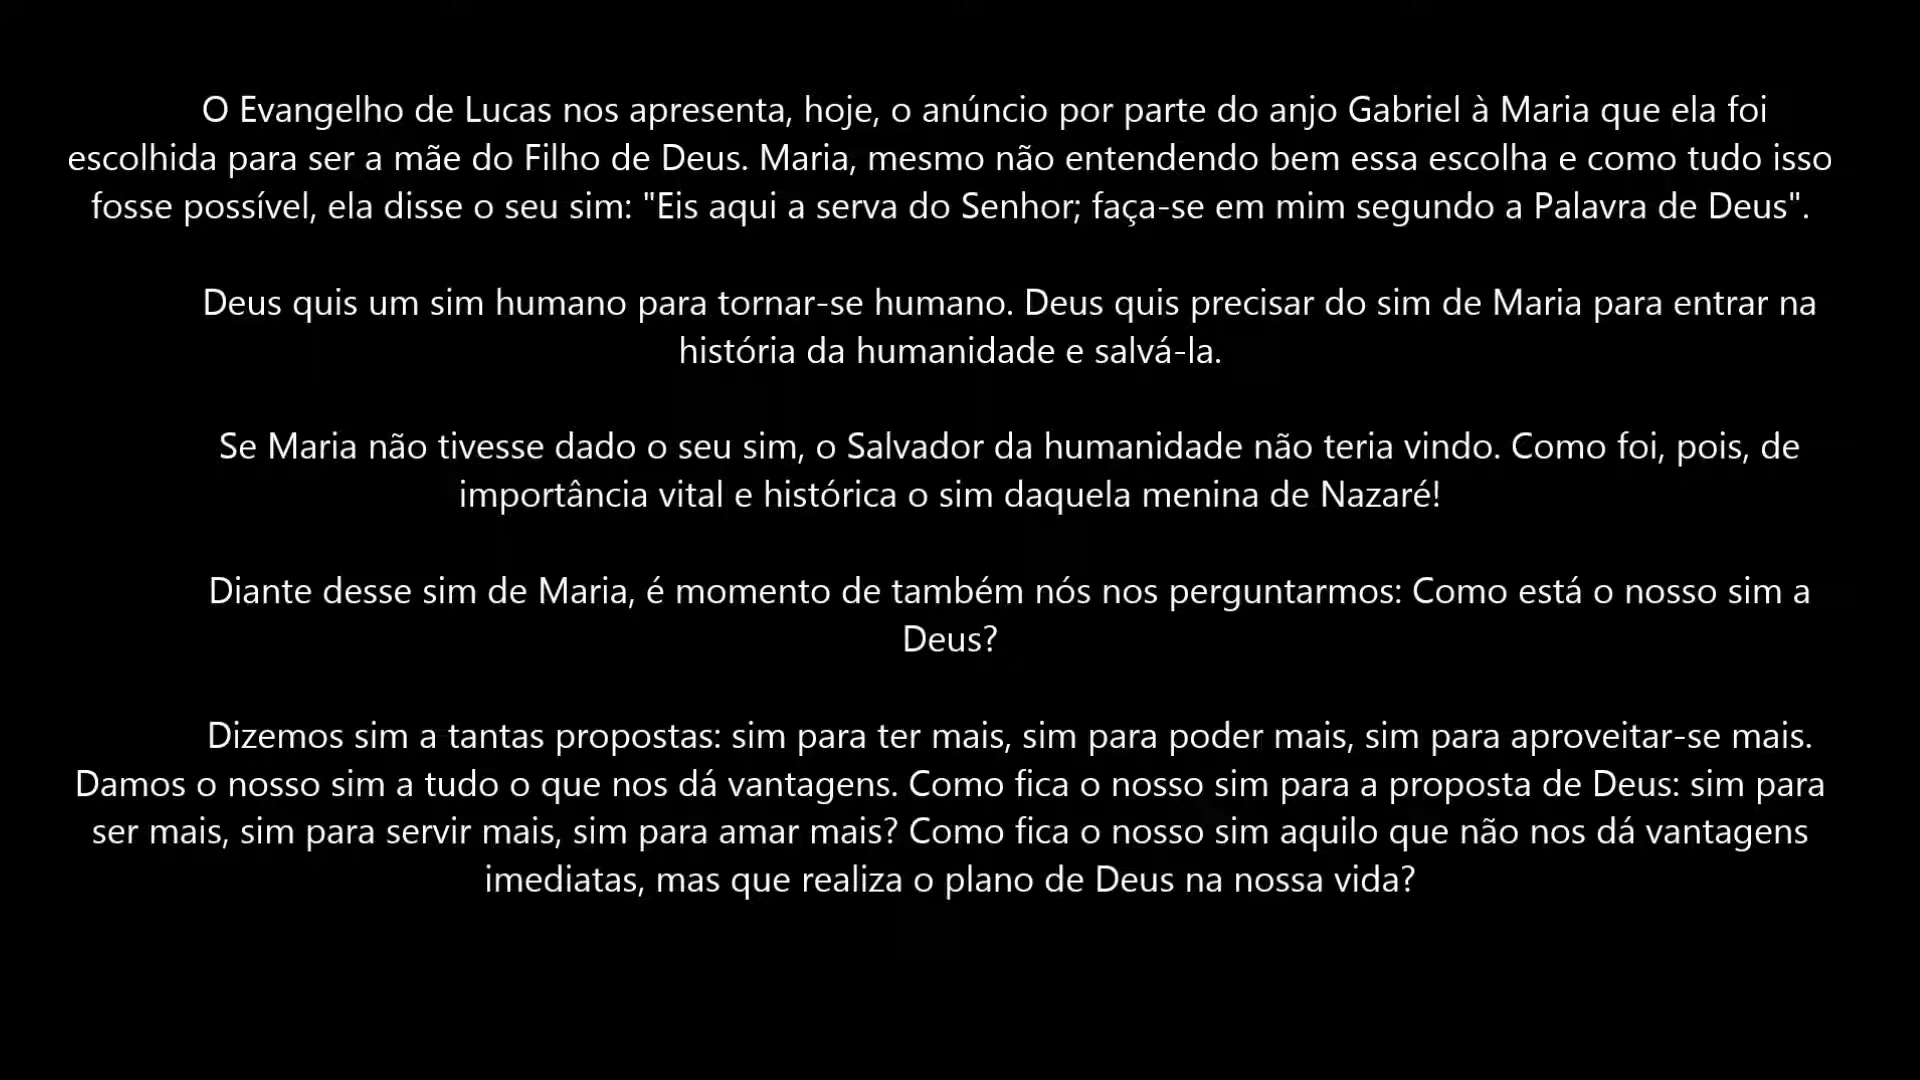 O Evangelho de Lucas nos apresenta, hoje, o anúncio por parte do anjo Gabriel à Maria que ela foi
escolhida para ser a mãe do Filho de Deus. Maria, mesmo não entendendo bem essa escolha e como tudo isso
fosse possível, ela disse o seu sim: "Eis aqui a serva do Senhor; faça-se em mim segundo a Palavra de Deus".
Deus quis um sim humano para tornar-se humano. Deus quis precisar do sim de Maria para entrar na
história da humanidade e salvá-la.
Se Maria não tivesse dado o seu sim, o Salvador da humanidade não teria vindo. Como foi, pois, de
importância vital e histórica o sim daquela menina de Nazaré!
Diante desse sim de Maria, é momento de também nós nos perguntarmos: Como está o nosso sim a
Deus?
Dizemos sim a tantas propostas: sim para ter mais, sim para poder mais, sim para aproveitar-se mais.
Damos o nosso sim a tudo o que nos dá vantagens. Como fica o nosso sim para a proposta de Deus: sim para
ser mais, sim para servir mais, sim para amar mais? Como fica o nosso sim aquilo que não nos dá vantagens
imediatas, mas que realiza o plano de Deus na nossa vida?